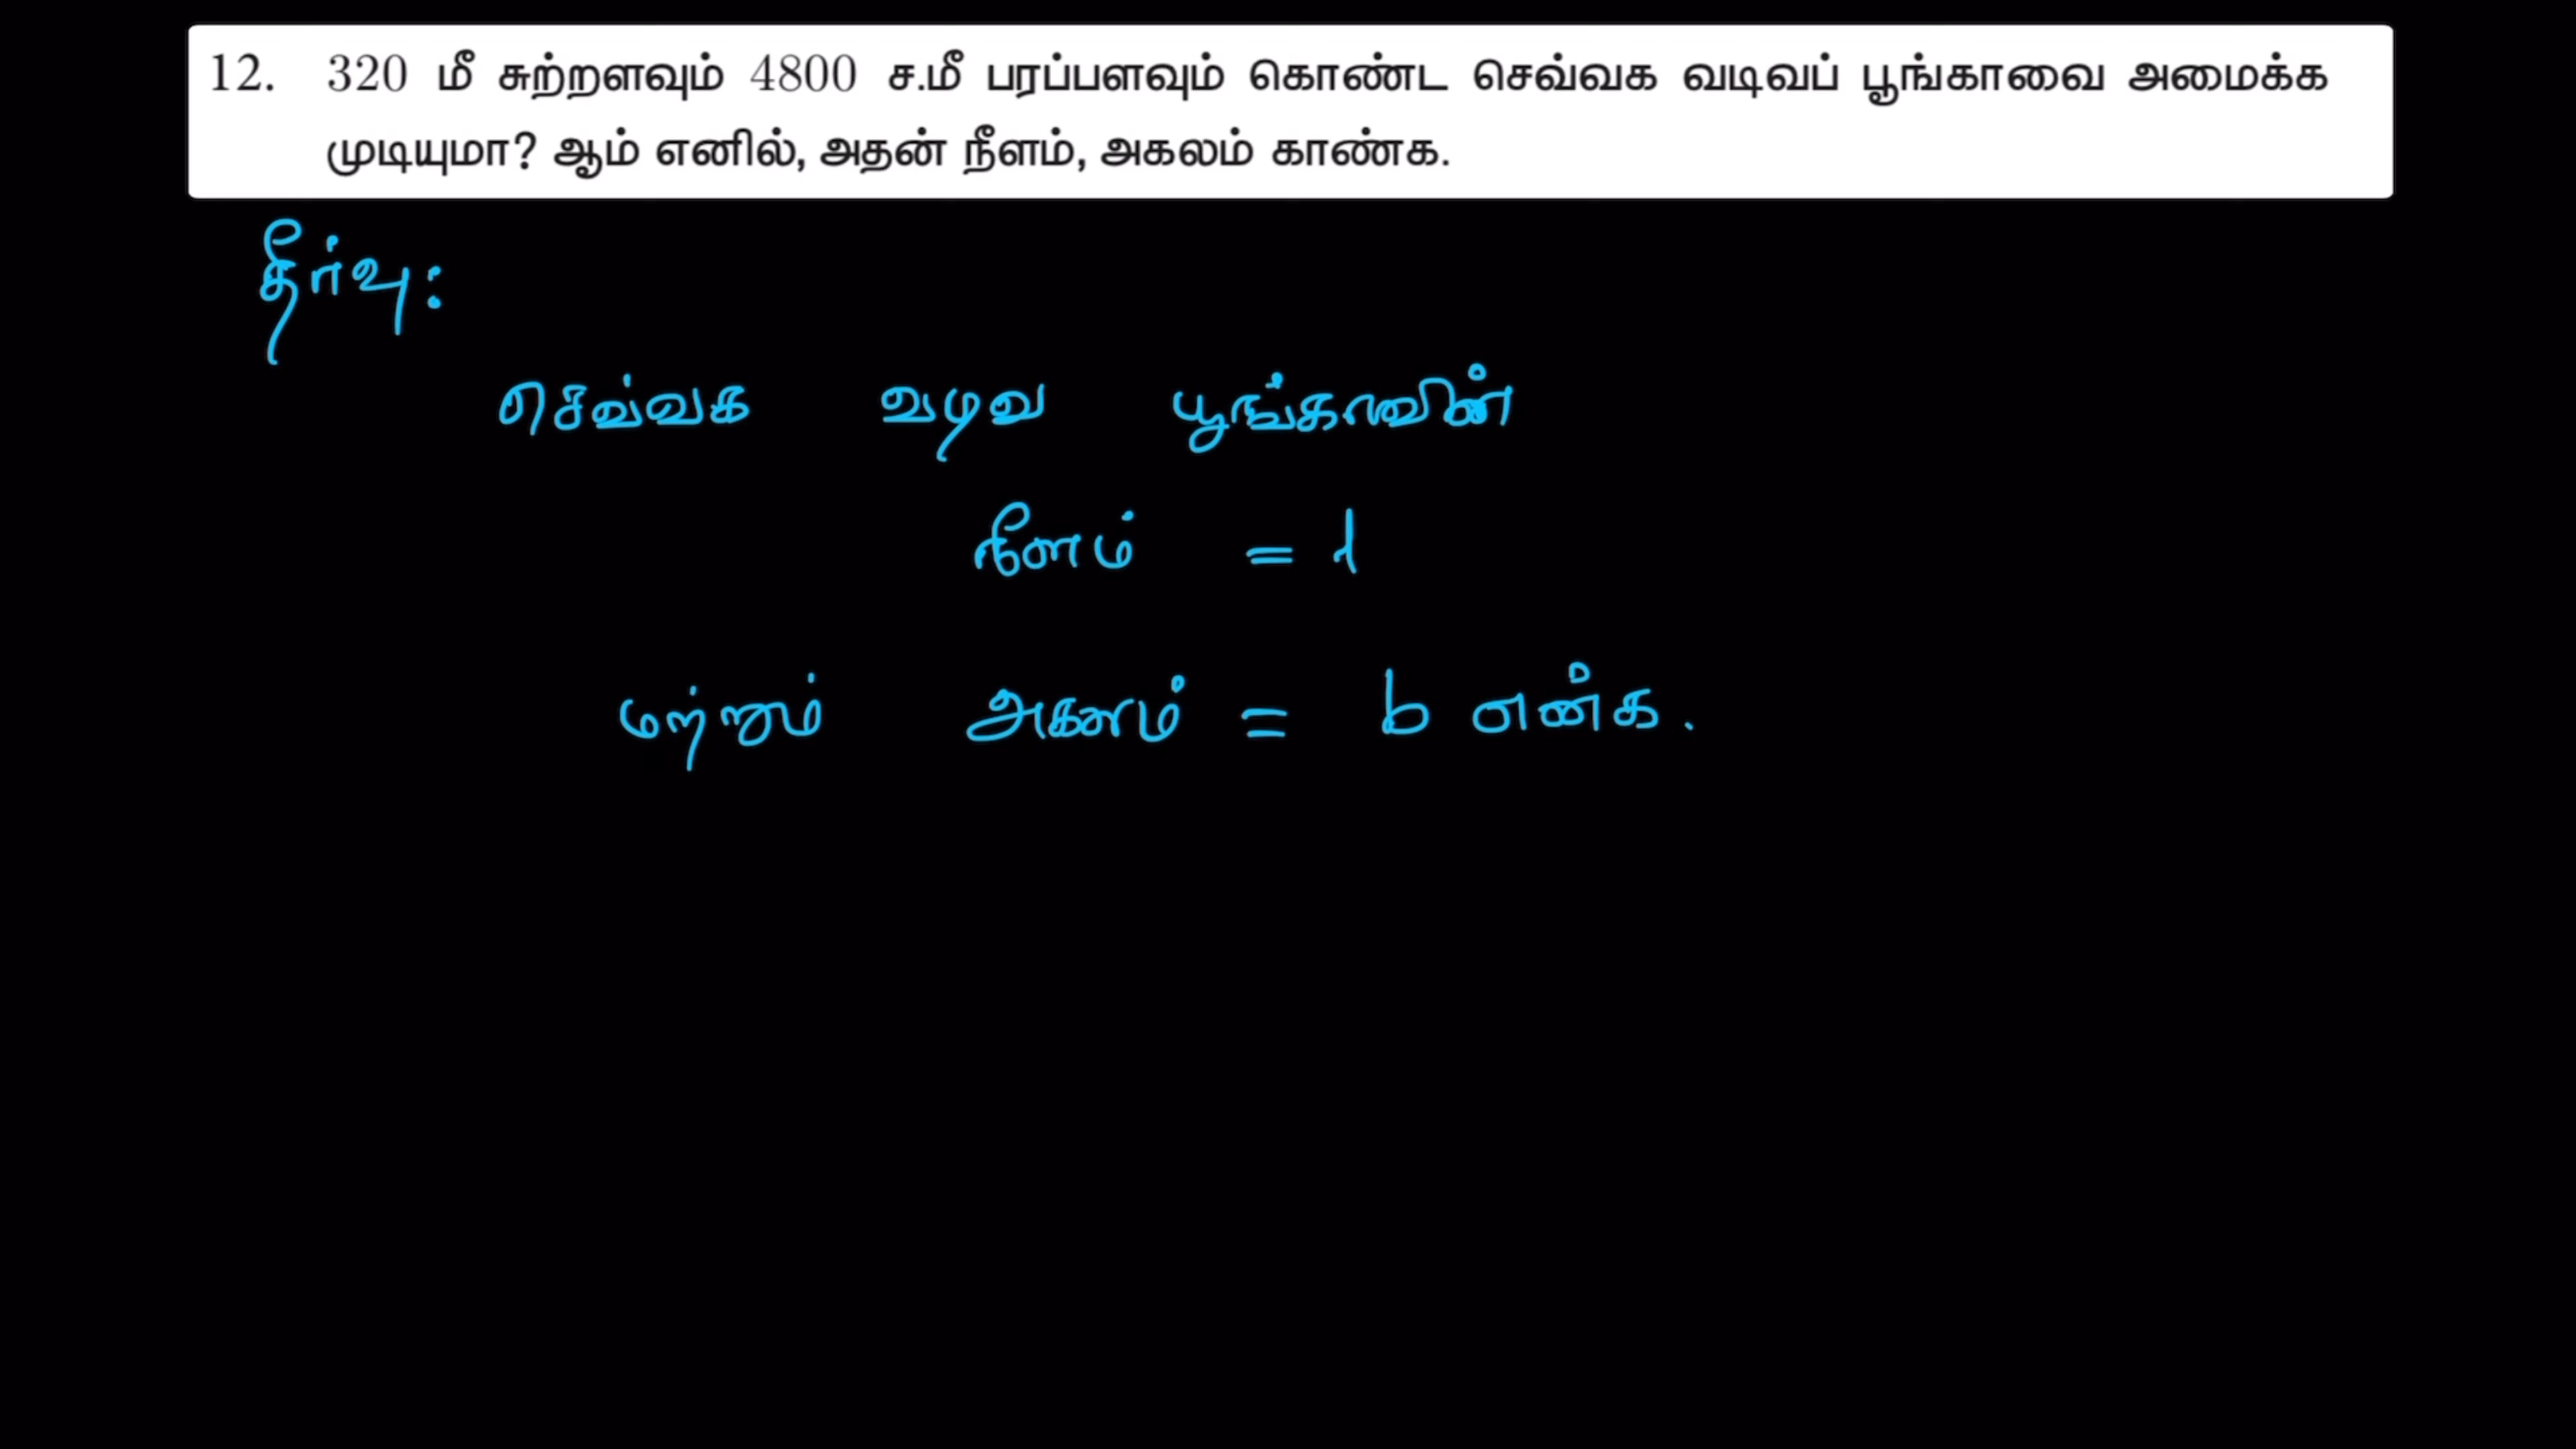 12. 320 மீ சுற்றளவும் 4800 ச.மீ பரப்பளவும் கொண்ட செவ்வக வடிவப் பூங்காவை அமைக்க
முடியுமா? ஆம் எனில், அதன் நீளம், அகலம் காண்க.
தீர்வு:
செவ்வக வடிவ பூங்காவின்
நீளம் = l
மற்றும் அகலம் = b என்க.